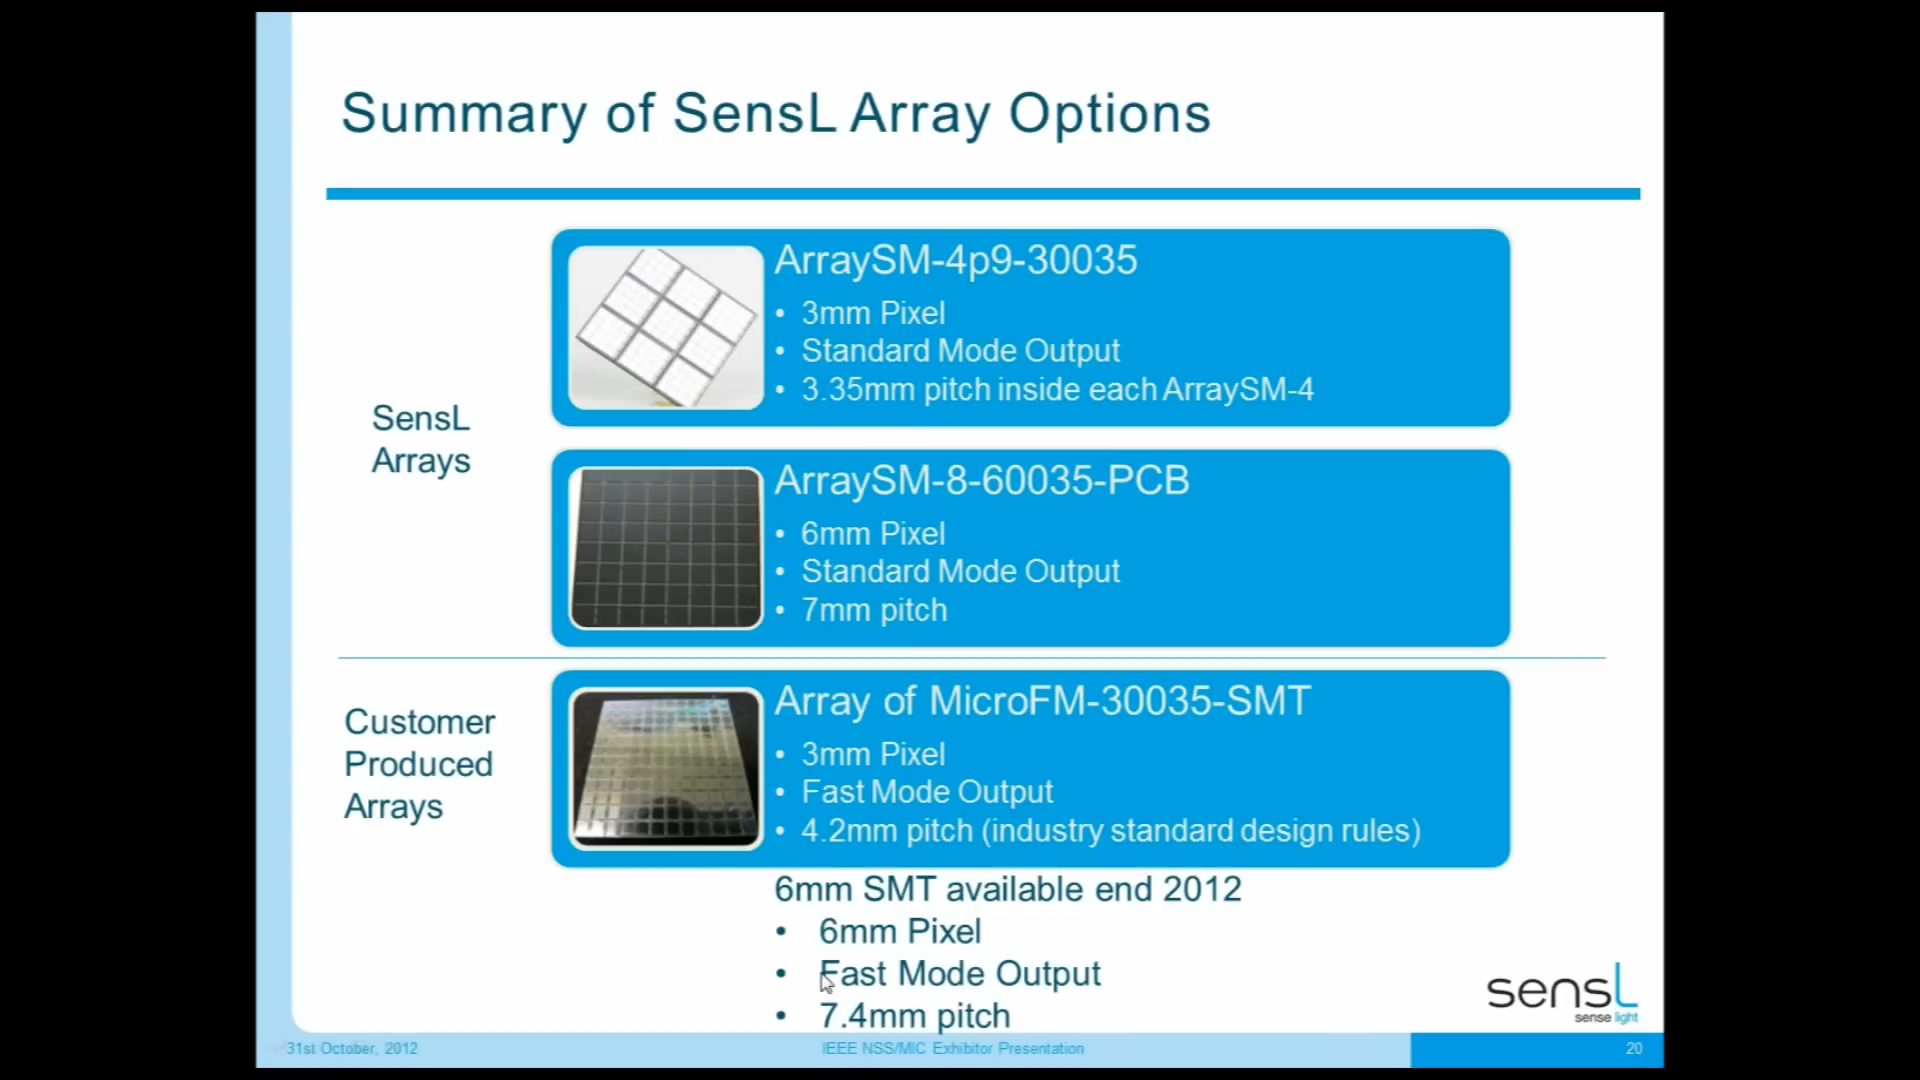 Summary of SensL Array Options
SensL
Arrays
ArraySM-4p9-30035
• 3mm Pixel
• Standard Mode Output
• 3.35mm pitch inside each ArraySM-4
ArraySM-8-60035-PCB
• 6mm Pixel
• Standard Mode Output
• 7mm pitch
Customer
Produced
Arrays
Array of MicroFM-30035-SMT
• 3mm Pixel
• Fast Mode Output
• 4.2mm pitch (industry standard design rules)
6mm SMT available end 2012
• 6mm Pixel
• Fast Mode Output
• 7.4mm pitch
sensL
sense light
31st October, 2012
IEEE NSS/MIC Exhibitor Presentation
20